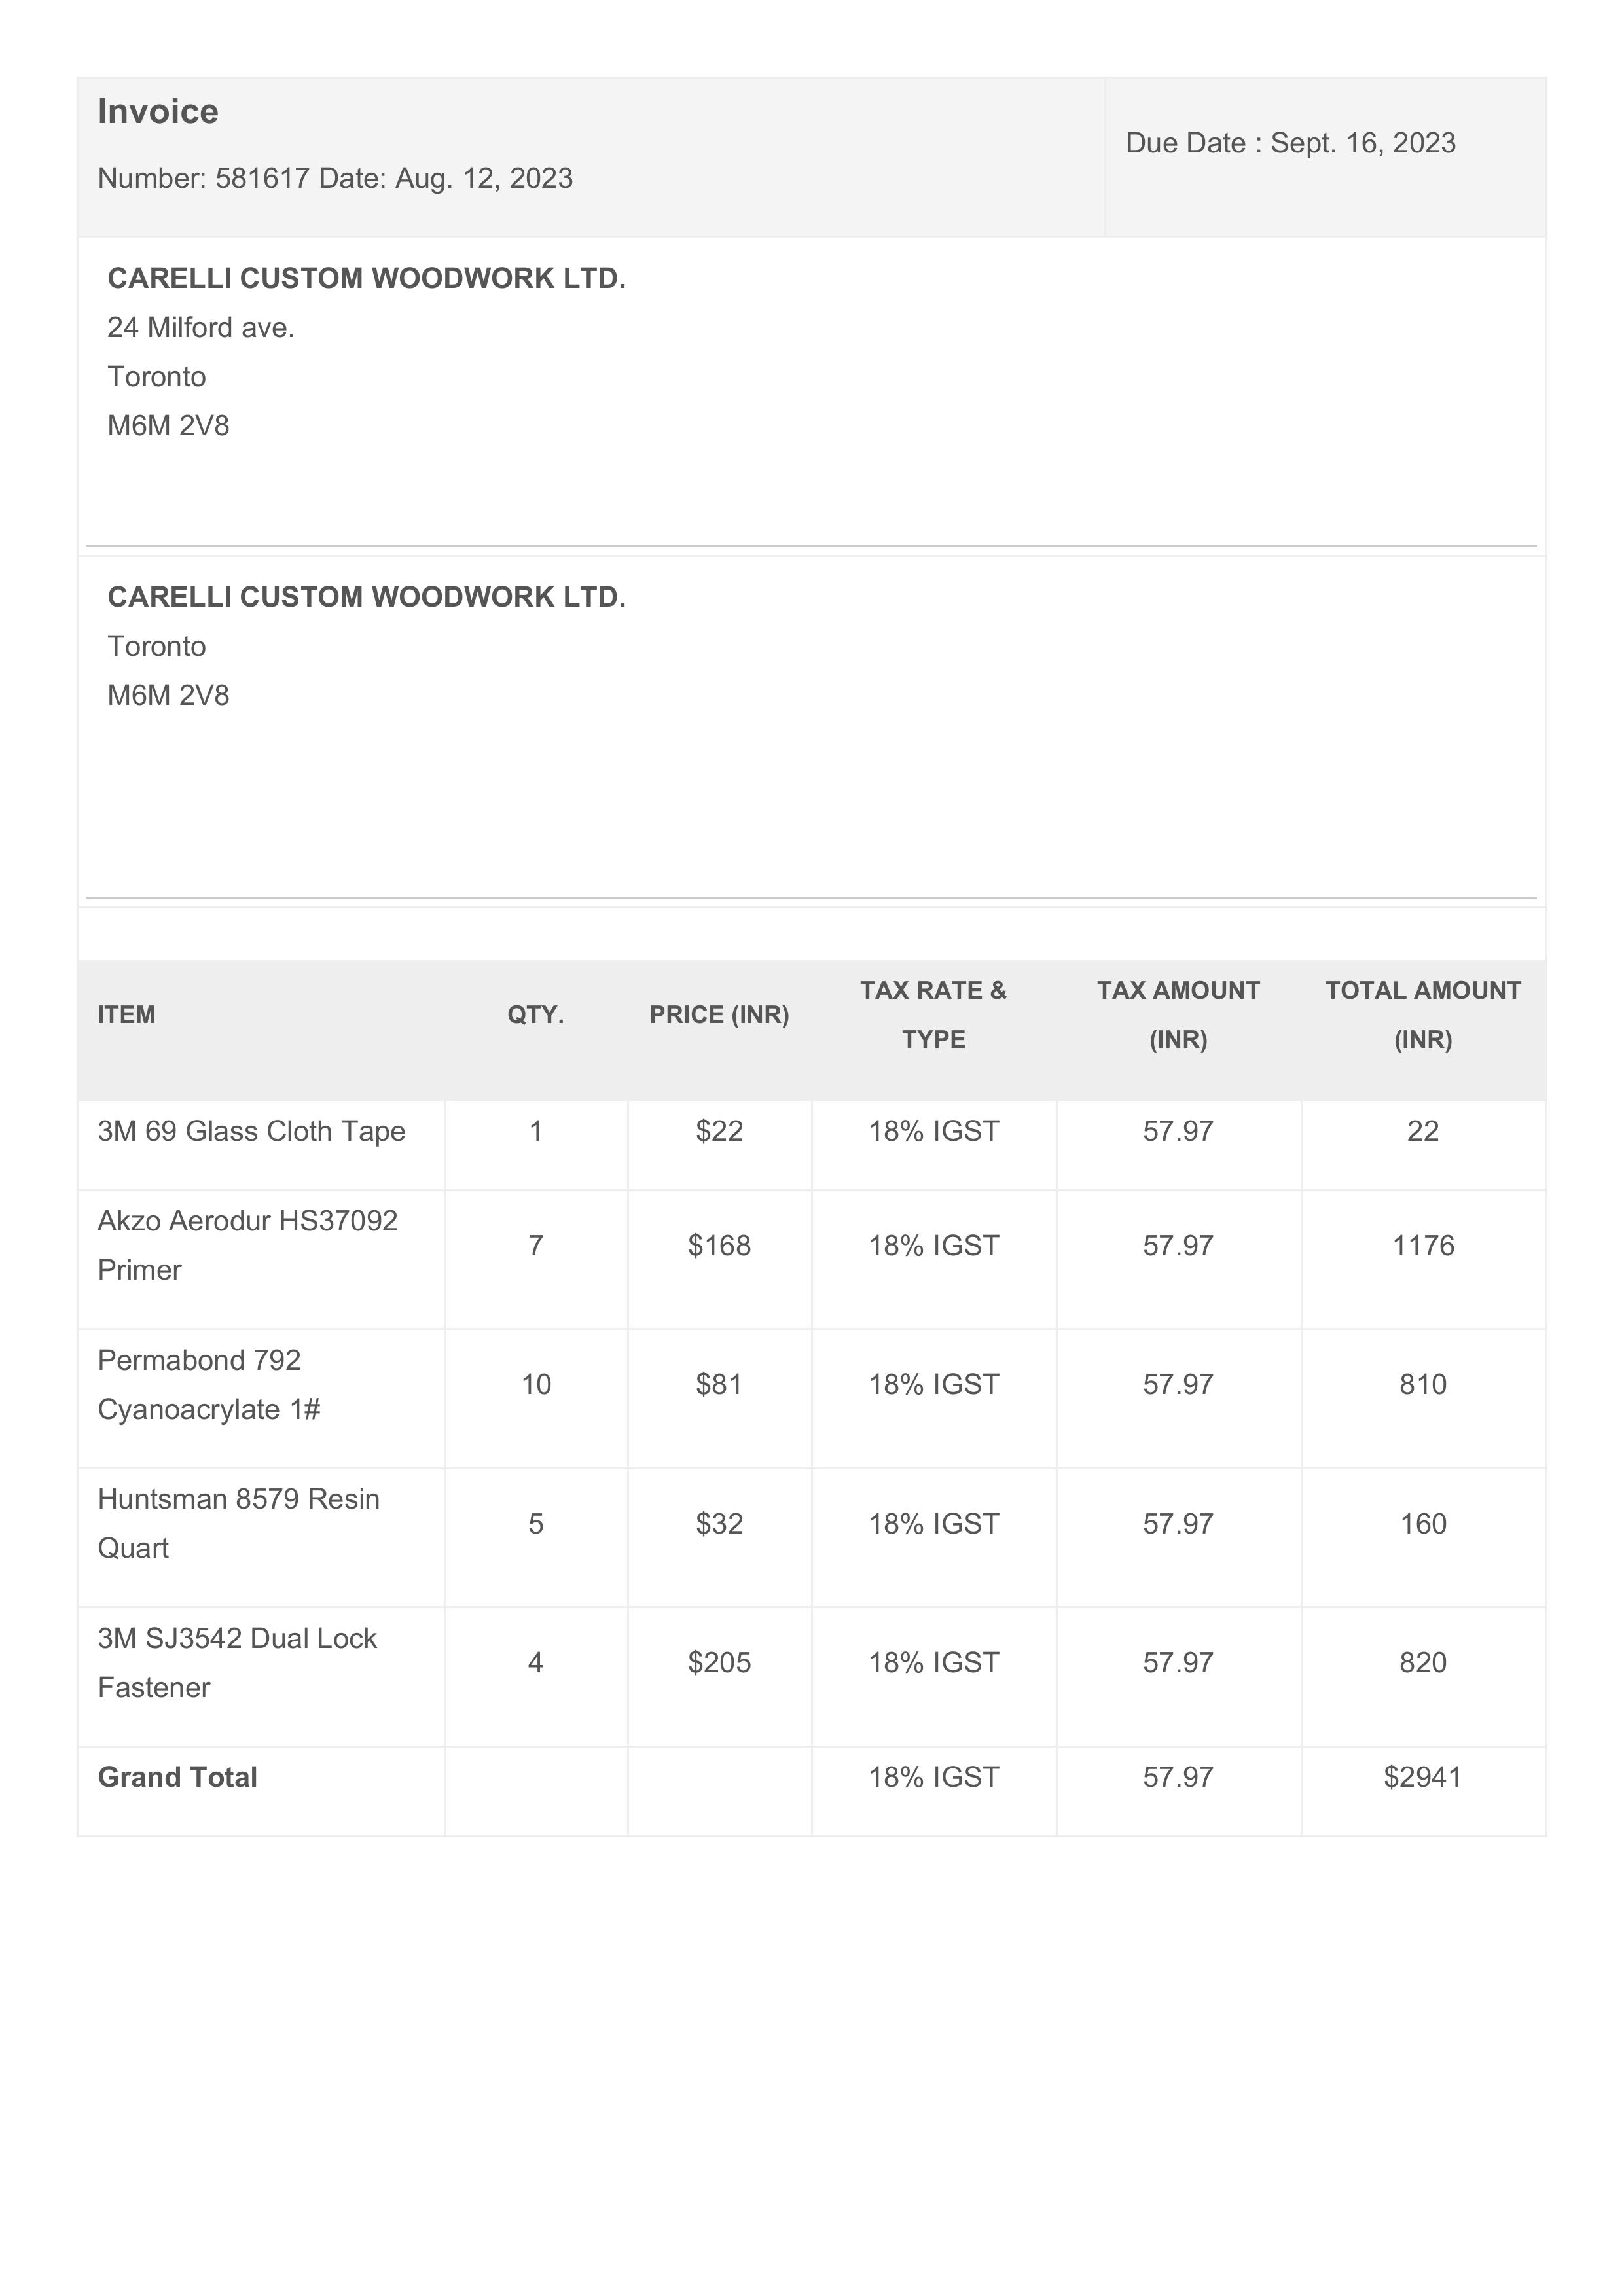 Invoice
Number: 581617 Date: Aug. 12, 2023
Due Date : Sept. 16, 2023
CARELLI CUSTOM WOODWORK LTD.
24 Milford ave.
Toronto
M6M 2V8
CARELLI CUSTOM WOODWORK LTD.
Toronto
M6M 2V8
ITEM QTY. PRICE (INR) TAX RATE & TYPE TAX AMOUNT (INR) TOTAL AMOUNT (INR)
3M 69 Glass Cloth Tape 1 $22 18% IGST 57.97 22
Akzo Aerodur HS37092 Primer 7 $168 18% IGST 57.97 1176
Permabond 792 Cyanoacrylate 1# 10 $81 18% IGST 57.97 810
Huntsman 8579 Resin Quart 5 $32 18% IGST 57.97 160
3M SJ3542 Dual Lock Fastener 4 $205 18% IGST 57.97 820
Grand Total 18% IGST 57.97 $2941